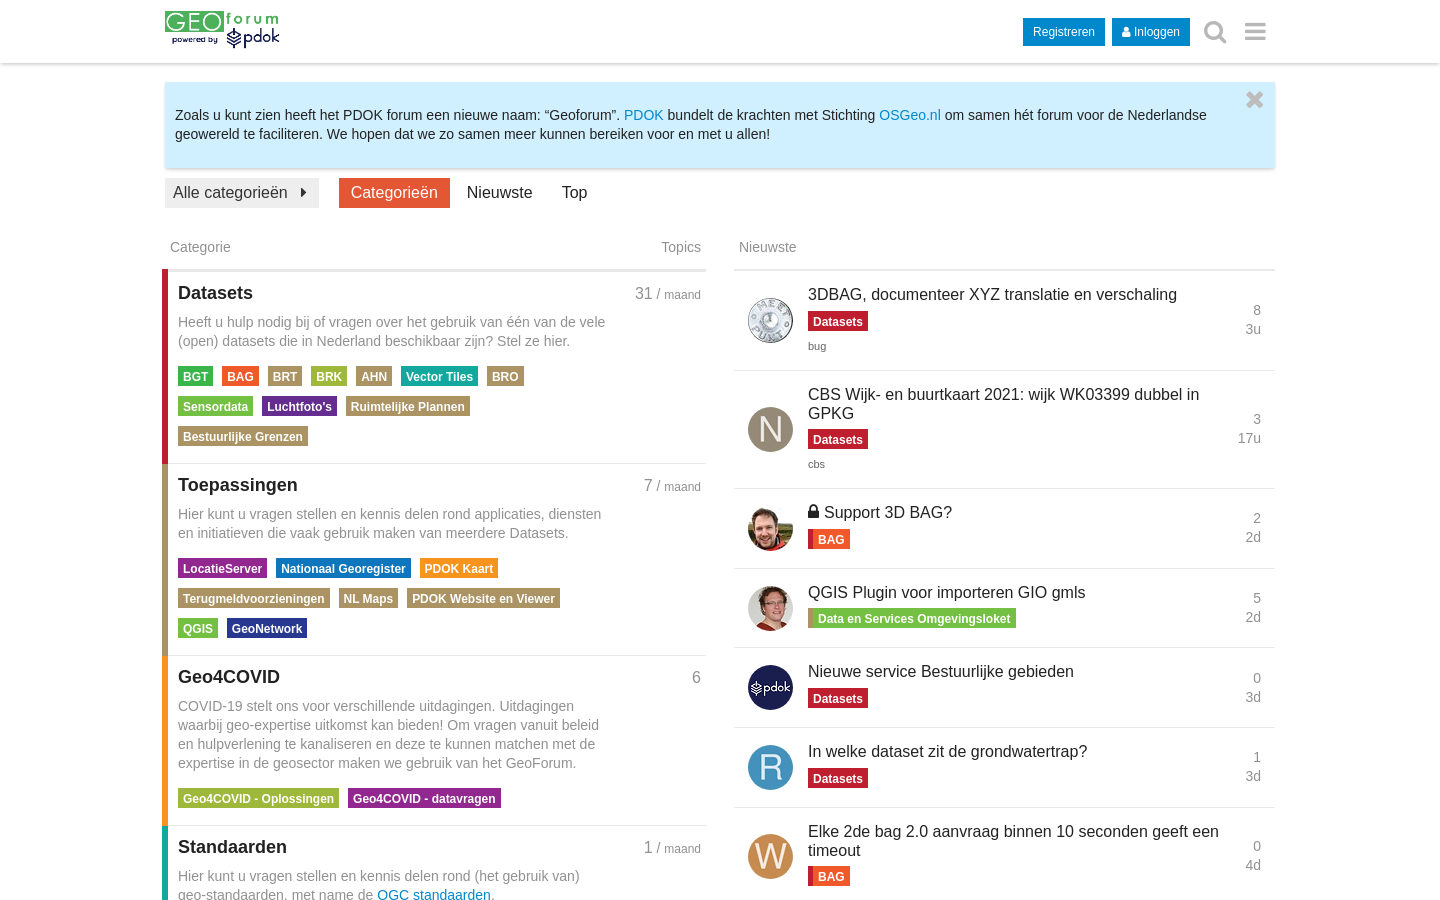 GEO forum
powered by pdok
Registreren
Inloggen
Zoals u kunt zien heeft het PDOK forum een nieuwe naam: “Geoforum”. PDOK bundelt de krachten met Stichting OSGeo.nl om samen hét forum voor de Nederlandse
geowereld te faciliteren. We hopen dat we zo samen meer kunnen bereiken voor en met u allen!
Alle categorieën
Categorieën
Nieuwste
Top
Categorie
Topics
Datasets
31 / maand
Heeft u hulp nodig bij of vragen over het gebruik van één van de vele
(open) datasets die in Nederland beschikbaar zijn? Stel ze hier.
BGT BAG BRT BRK AHN Vector Tiles BRO
Sensordata Luchtfoto’s Ruimtelijke Plannen
Bestuurlijke Grenzen
Toepassingen
7 / maand
Hier kunt u vragen stellen en kennis delen rond applicaties, diensten
en initiatieven die vaak gebruik maken van meerdere Datasets.
LocatieServer Nationaal Georegister PDOK Kaart
Terugmeldvoorzieningen NL Maps PDOK Website en Viewer
QGIS GeoNetwork
Geo4COVID
6
COVID-19 stelt ons voor verschillende uitdagingen. Uitdagingen
waarbij geo-expertise uitkomst kan bieden! Om vragen vanuit beleid
en hulpverlening te kanaliseren en deze te kunnen matchen met de
expertise in de geosector maken we gebruik van het GeoForum.
Geo4COVID - Oplossingen Geo4COVID - datavragen
Standaarden
1 / maand
Hier kunt u vragen stellen en kennis delen rond (het gebruik van)
geo-standaarden, met name de OGC standaarden.
Nieuwste
MEET
PUNT
3DBAG, documenteer XYZ translatie en verschaling
Datasets
bug
8
3u
N
CBS Wijk- en buurtkaart 2021: wijk WK03399 dubbel in
GPKG
Datasets
cbs
3
17u
Support 3D BAG?
BAG
2
2d
QGIS Plugin voor importeren GIO gmls
Data en Services Omgevingsloket
5
2d
pdok
Nieuwe service Bestuurlijke gebieden
Datasets
0
3d
R
In welke dataset zit de grondwatertrap?
Datasets
1
3d
W
Elke 2de bag 2.0 aanvraag binnen 10 seconden geeft een
timeout
BAG
0
4d